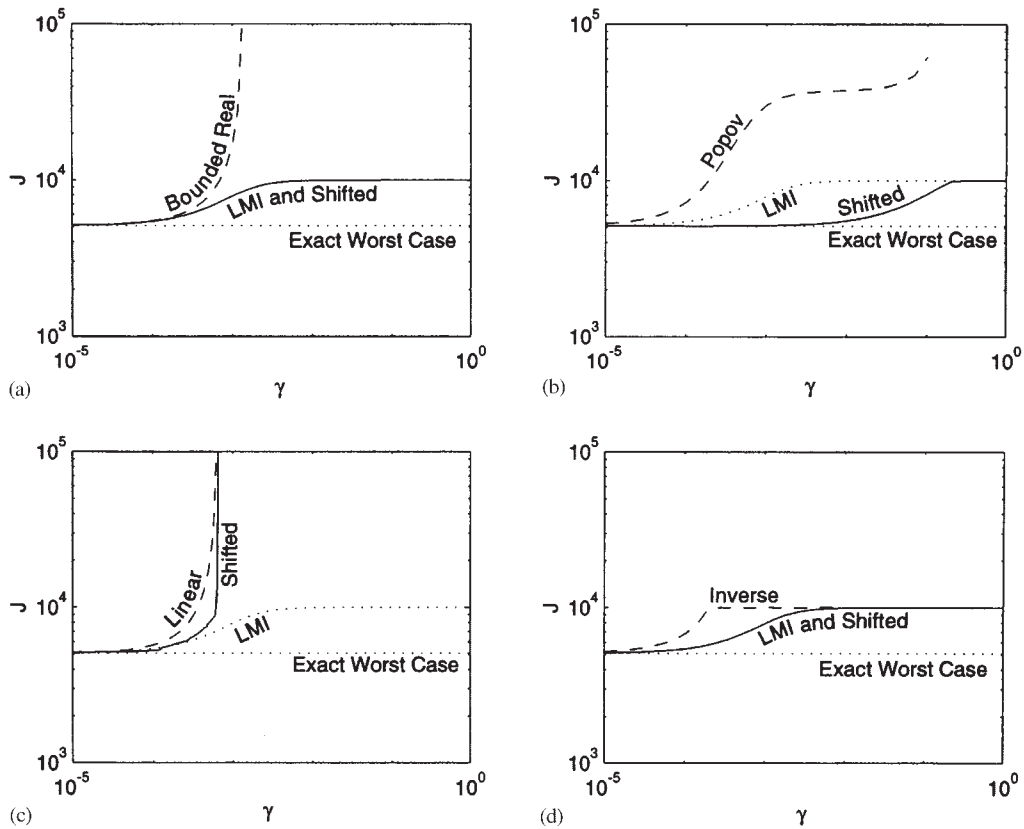 10^5
J
10^4
10^3
10^-5
10^0
γ
Bounded Real
LMI and Shifted
Exact Worst Case
(a)
10^5
J
10^4
10^3
10^-5
10^0
γ
Popov
LMI
Shifted
Exact Worst Case
(b)
10^5
J
10^4
10^3
10^-5
10^0
γ
Linear
Shifted
LMI
Exact Worst Case
(c)
10^5
J
10^4
10^3
10^-5
10^0
γ
Inverse
LMI and Shifted
Exact Worst Case
(d)